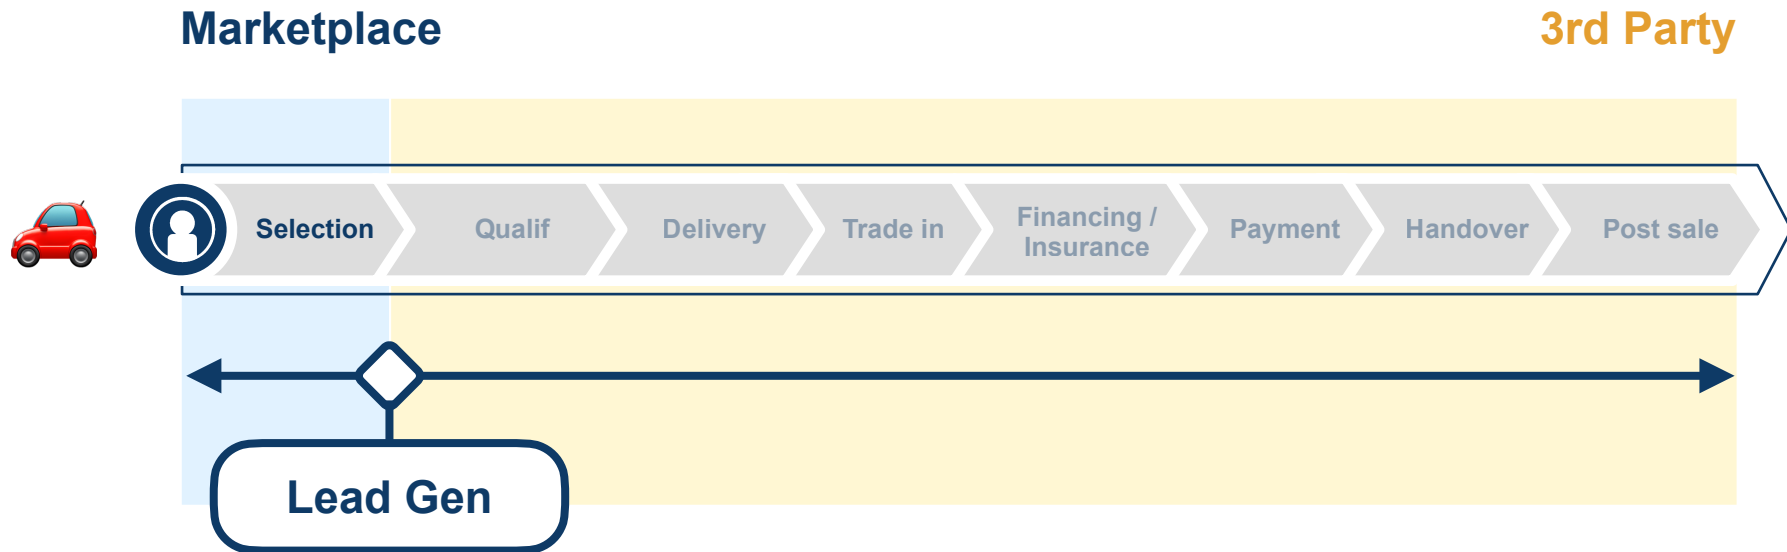 Marketplace
3rd Party
Selection
Qualif
Delivery
Trade in
Financing /
Insurance
Payment
Handover
Post sale
Lead Gen